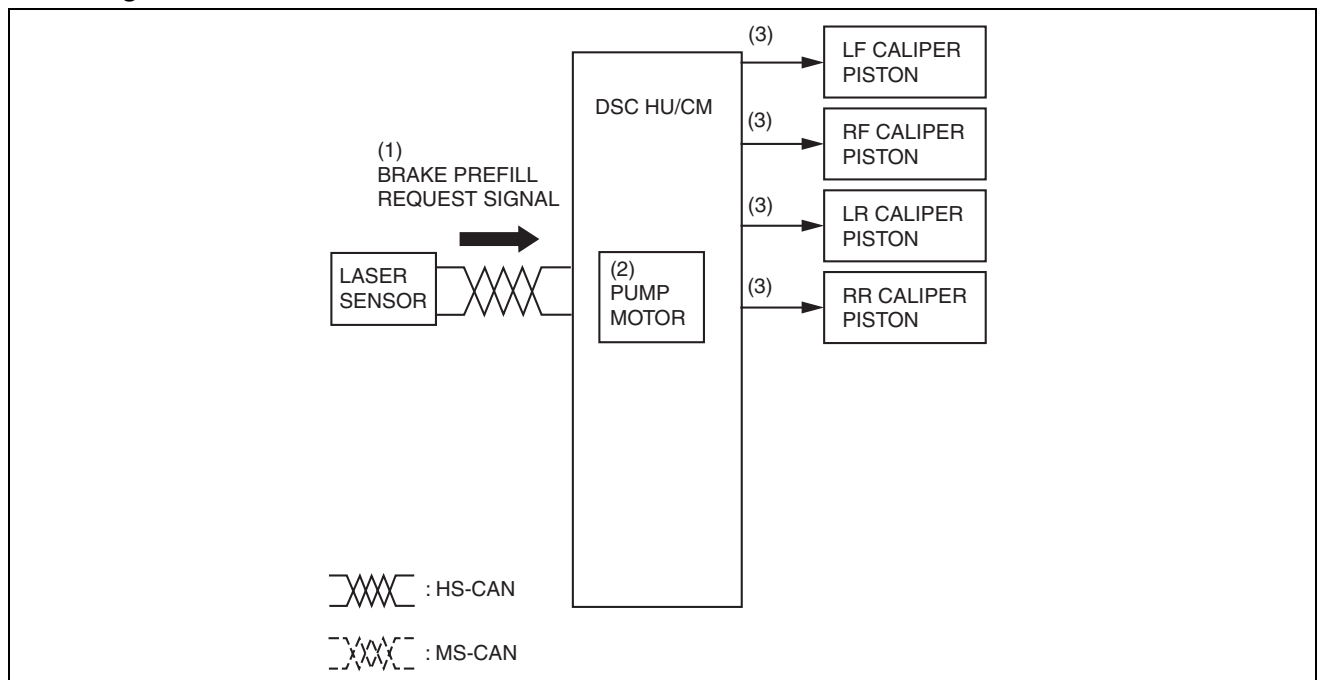 (3)
LF CALIPER
PISTON
DSC HU/CM
(3)
RF CALIPER
PISTON
(1)
BRAKE PREFILL
REQUEST SIGNAL
(3)
LR CALIPER
PISTON
LASER
SENSOR
(2)
PUMP
MOTOR
(3)
RR CALIPER
PISTON
: HS-CAN
: MS-CAN